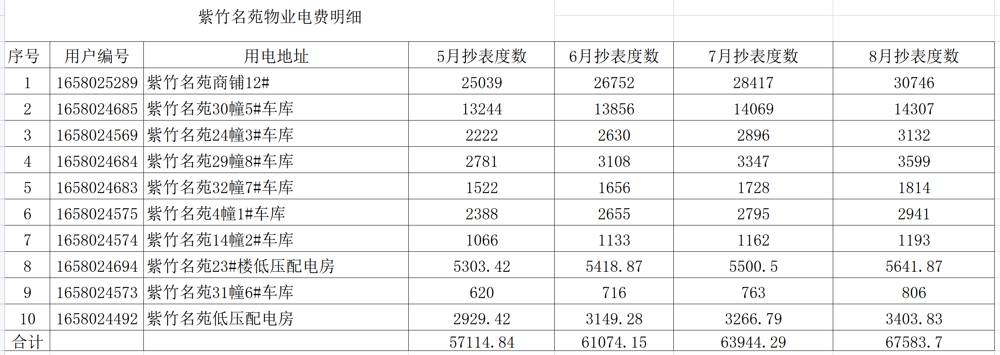 紫竹名苑物业电费明细
序号 用户编号 用电地址 5月抄表度数 6月抄表度数 7月抄表度数 8月抄表度数
1 1658025289 紫竹名苑商铺12# 25039 26752 28417 30746
2 1658024685 紫竹名苑30幢5#车库 13244 13856 14069 14307
3 1658024569 紫竹名苑24幢3#车库 2222 2630 2896 3132
4 1658024684 紫竹名苑29幢8#车库 2781 3108 3347 3599
5 1658024683 紫竹名苑32幢7#车库 1522 1656 1728 1814
6 1658024575 紫竹名苑4幢1#车库 2388 2655 2795 2941
7 1658024574 紫竹名苑14幢2#车库 1066 1133 1162 1193
8 1658024694 紫竹名苑23#楼低压配电房 5303.42 5418.87 5500.5 5641.87
9 1658024573 紫竹名苑31幢6#车库 620 716 763 806
10 1658024492 紫竹名苑低压配电房 2929.42 3149.28 3266.79 3403.83
合计 57114.84 61074.15 63944.29 67583.7